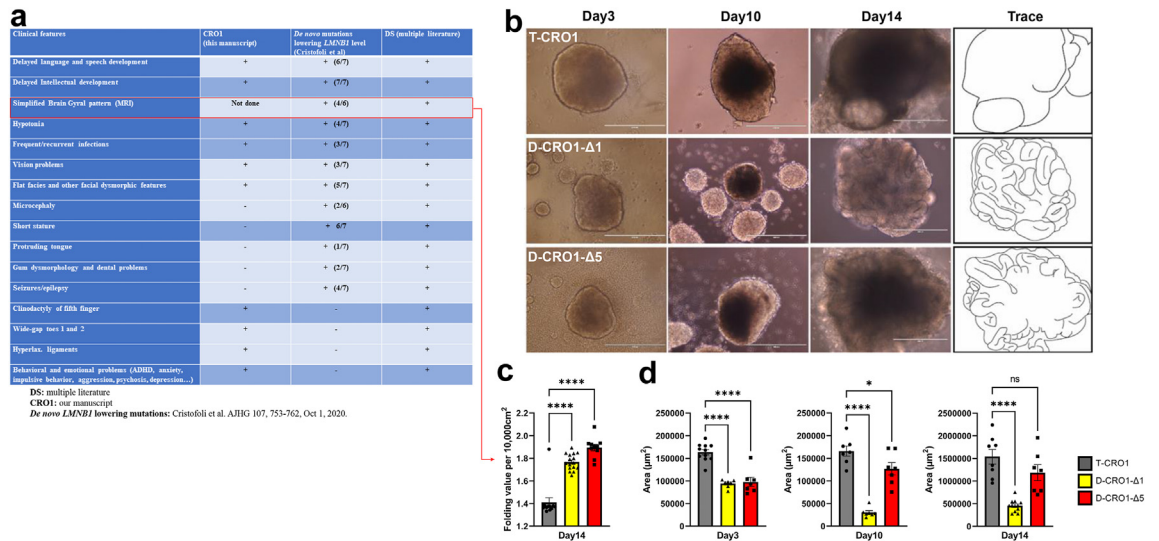 a
Clinical features CRO1 De novo mutations DS (multiple literature)
(this manuscript) lowering LMNB1 level
(Cristofoli et al)
Delayed language and speech development + + (6/7) +
Delayed Intellectual development + + (7/7) +
Simplified Brain Gyral pattern (MRI) Not done + (4/6) +
Hypotonia + + (4/7) +
Frequent/recurrent infections + + (3/7) +
Vision problems + + (3/7) +
Flat facies and other facial dysmorphic features + + (5/7) +
Microcephaly - + (2/6) +
Short stature - + 6/7 +
Protruding tongue - + (1/7) +
Gum dysmorphology and dental problems - + (2/7) +
Seizures/epilepsy - + (4/7) +
Clinodactyly of fifth finger + - +
Wide-gap toes 1 and 2 + - +
Hyperlax. ligaments + - +
Behavioral and emotional problems (ADHD, anxiety, + - +
impulsive behavior, aggression, psychosis, depression…)
DS: multiple literature
CRO1: our manuscript
De novo LMNB1 lowering mutations: Cristofoli et al. AJHG 107, 753-762, Oct 1, 2020.
b
Day3 Day10 Day14 Trace
T-CRO1
D-CRO1-Δ1
D-CRO1-Δ5
c
Folding value per 10,000cm²
2.2
2.0
1.8
1.6
1.4
1.2
****
****
Day14
d
Area (µm²)
250000
200000
150000
100000
50000
0
****
****
Day3
Area (µm²)
250000
200000
150000
100000
50000
0
*
****
Day10
Area (µm²)
2500000
2000000
1500000
1000000
500000
0
ns
****
Day14
T-CRO1
D-CRO1-Δ1
D-CRO1-Δ5